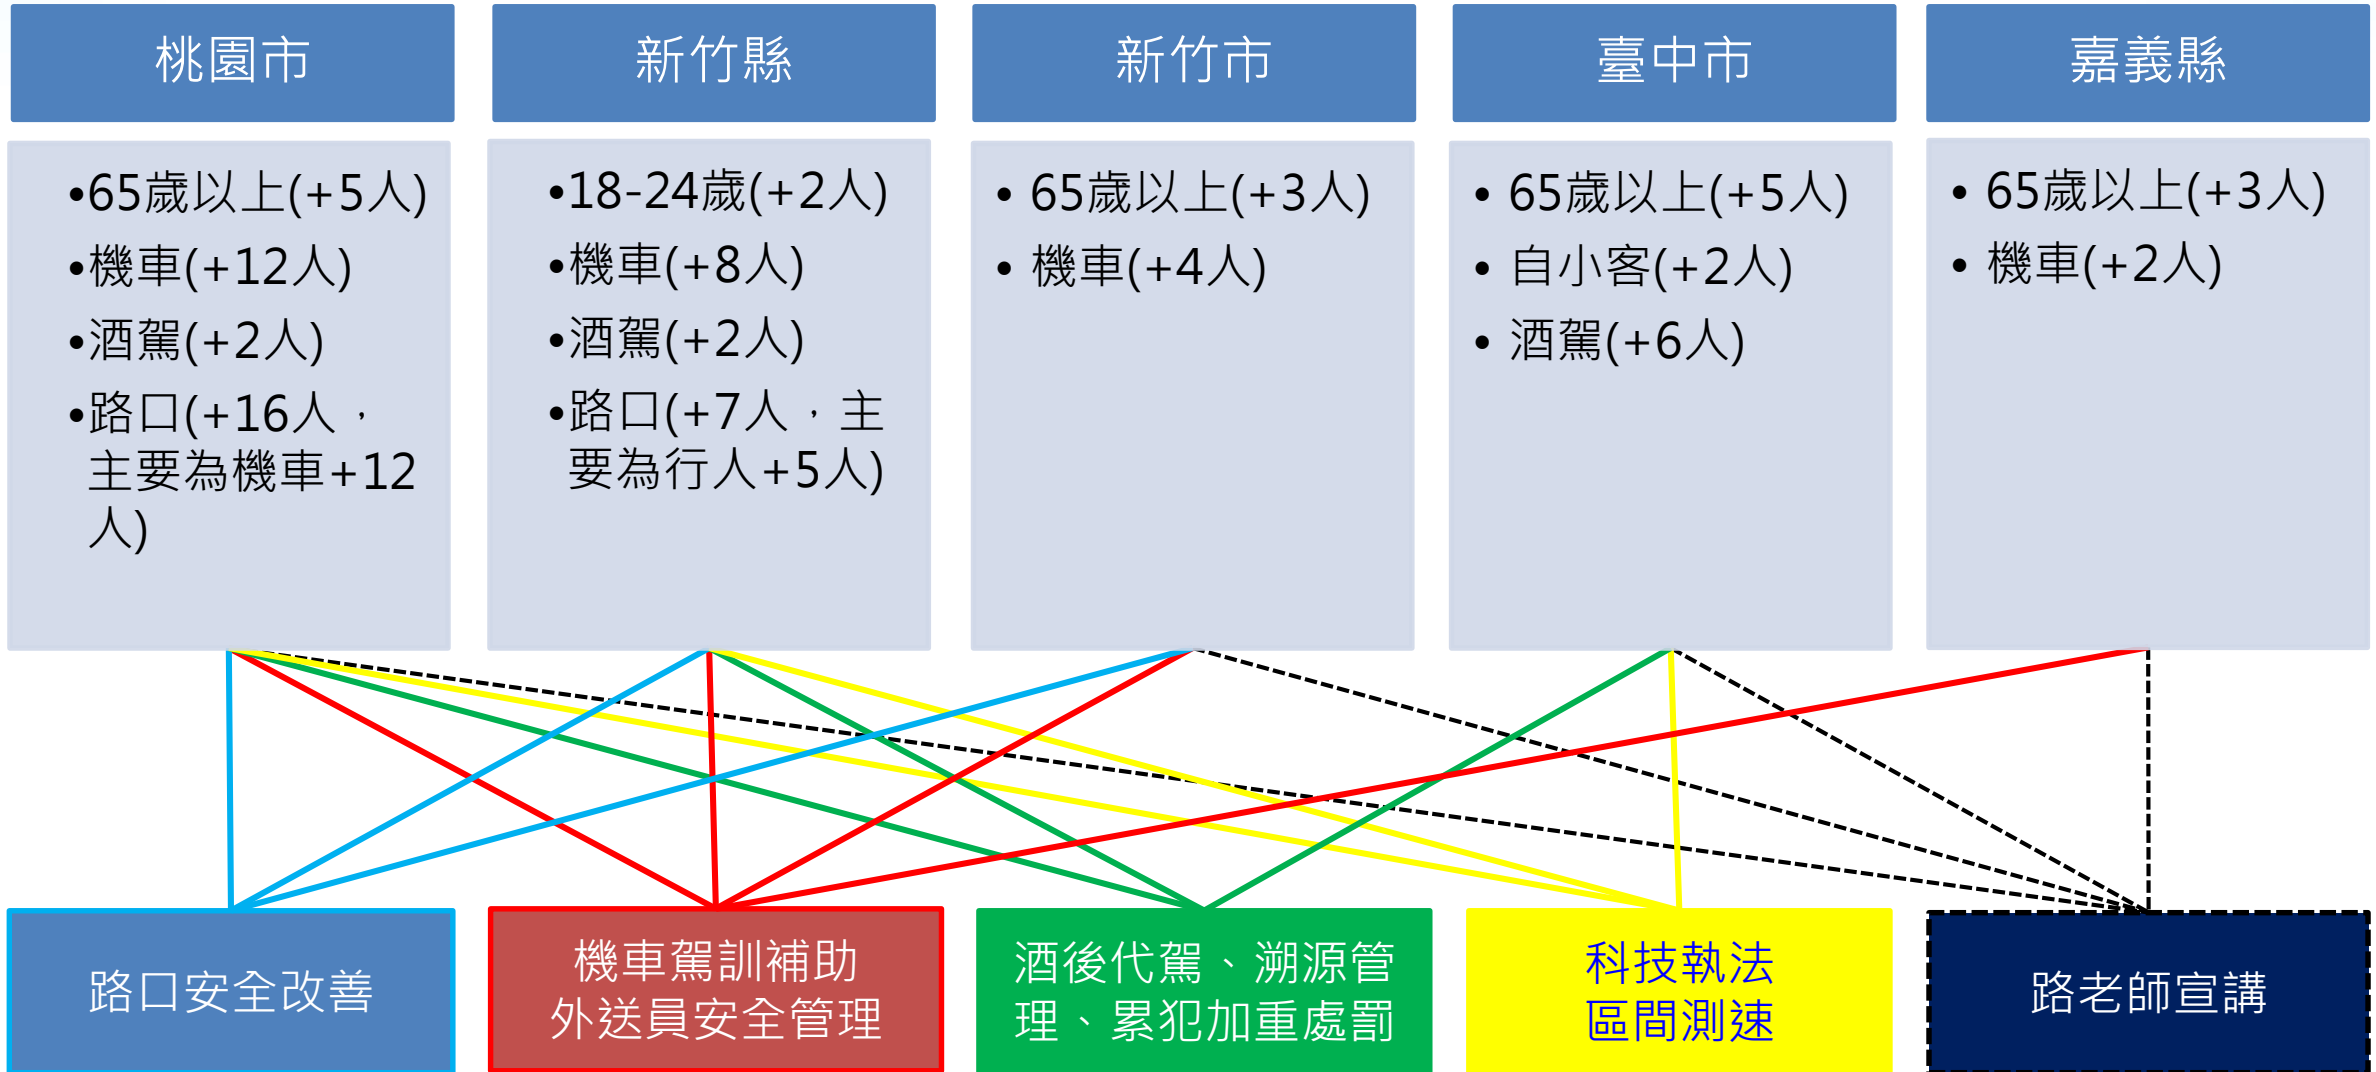 桃園市
•65歲以上(+5人)
•機車(+12人)
•酒駕(+2人)
•路口(+16人，
主要為機車+12
人)
新竹縣
•18-24歲(+2人)
•機車(+8人)
•酒駕(+2人)
•路口(+7人，主
要為行人+5人)
新竹市
• 65歲以上(+3人)
• 機車(+4人)
臺中市
• 65歲以上(+5人)
• 自小客(+2人)
• 酒駕(+6人)
嘉義縣
• 65歲以上(+3人)
• 機車(+2人)
路口安全改善
機車駕訓補助
外送員安全管理
酒後代駕、溯源管
理、累犯加重處罰
科技執法
區間測速
路老師宣講